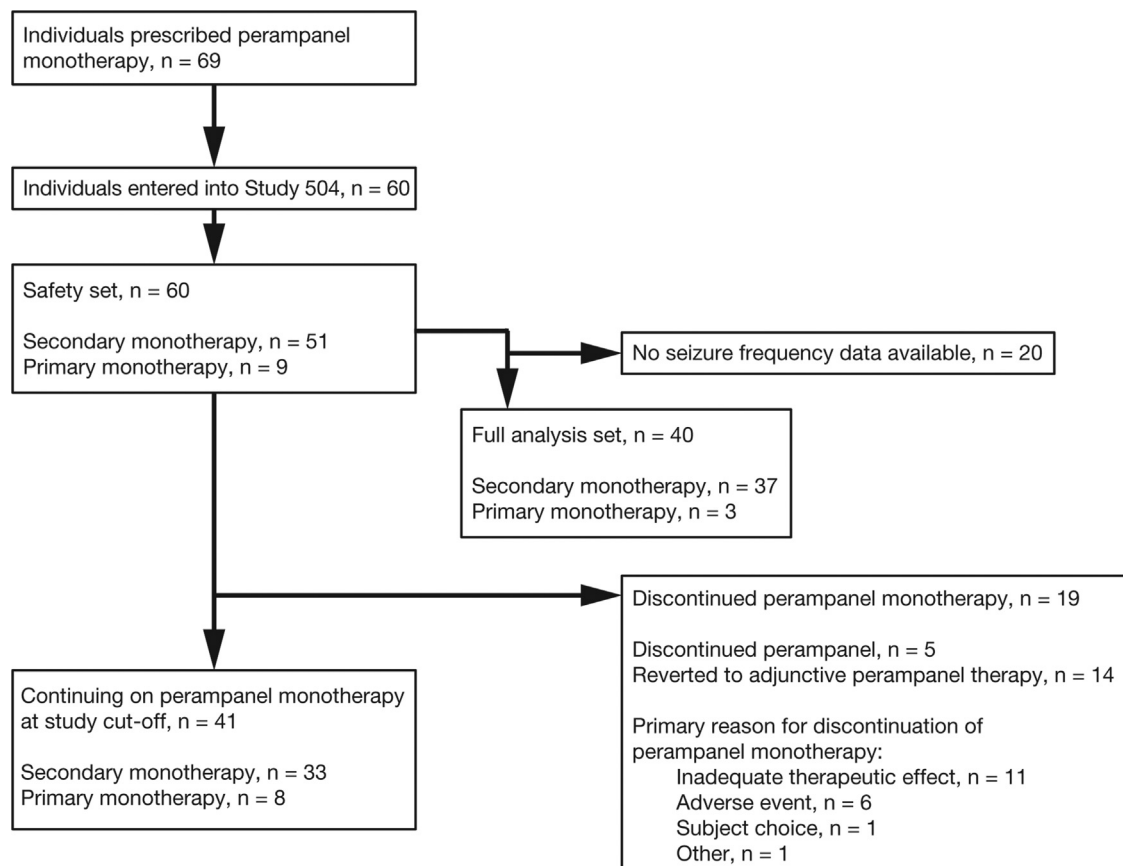 Individuals prescribed perampanel
monotherapy, n = 69
Individuals entered into Study 504, n = 60
Safety set, n = 60
Secondary monotherapy, n = 51
Primary monotherapy, n = 9
No seizure frequency data available, n = 20
Full analysis set, n = 40
Secondary monotherapy, n = 37
Primary monotherapy, n = 3
Discontinued perampanel monotherapy, n = 19
Discontinued perampanel, n = 5
Reverted to adjunctive perampanel therapy, n = 14
Primary reason for discontinuation of
perampanel monotherapy:
Inadequate therapeutic effect, n = 11
Adverse event, n = 6
Subject choice, n = 1
Other, n = 1
Continuing on perampanel monotherapy
at study cut-off, n = 41
Secondary monotherapy, n = 33
Primary monotherapy, n = 8